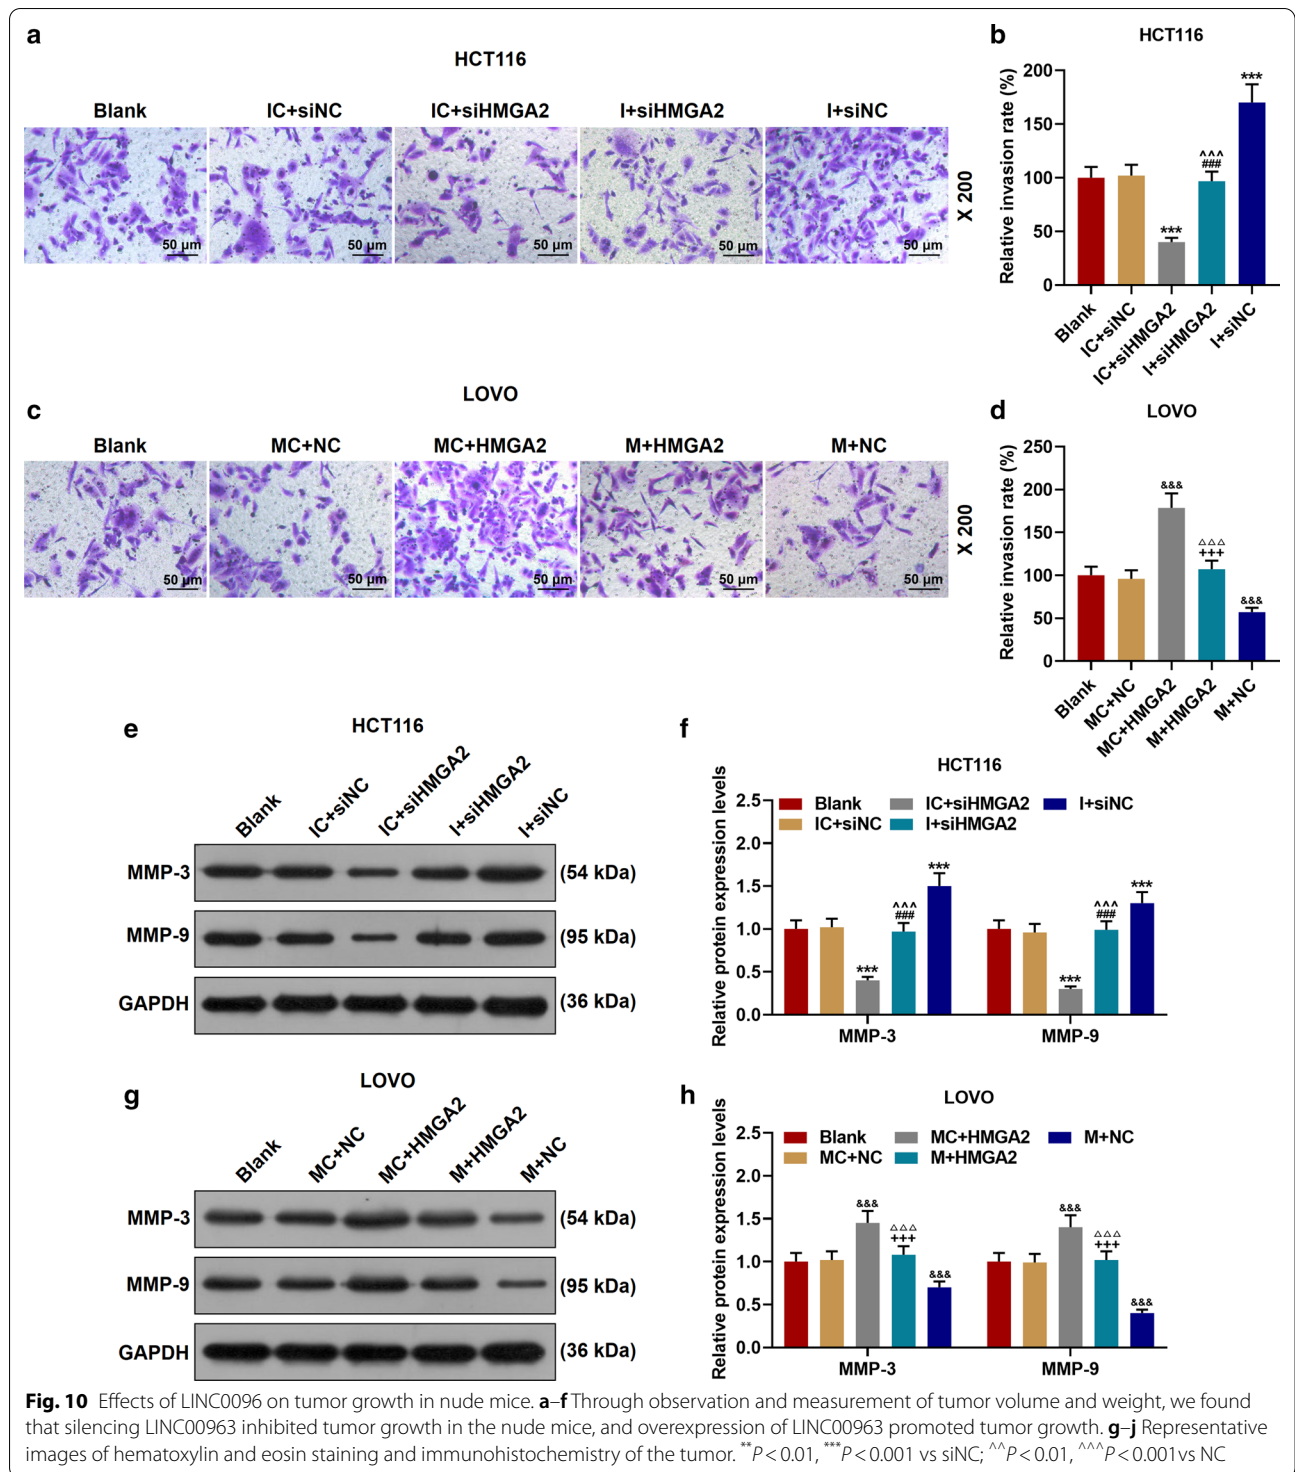 a
HCT116
Blank IC+siNC IC+siHMGA2 I+siHMGA2 I+siNC
50 μm 50 μm 50 μm 50 μm 50 μm
X 200
b
HCT116
Relative invasion rate (%)
200
150
100
50
0
***
^^^
###
***
Blank IC+siNC IC+siHMGA2 I+siHMGA2 I+siNC
c
LOVO
Blank MC+NC MC+HMGA2 M+HMGA2 M+NC
50 μm 50 μm 50 μm 50 μm 50 μm
X 200
d
LOVO
Relative invasion rate (%)
250
200
150
100
50
0
&&&
△△△
+++
&&&
Blank MC+NC MC+HMGA2 M+HMGA2 M+NC
e
HCT116
Blank IC+siNC IC+siHMGA2 I+siHMGA2 I+siNC
MMP-3 (54 kDa)
MMP-9 (95 kDa)
GAPDH (36 kDa)
f
HCT116
Relative protein expression levels
2.5
2.0
1.5
1.0
0.5
0.0
Blank IC+siHMGA2 I+siNC
IC+siNC I+siHMGA2
***
^^^
###
***
***
^^^
###
***
MMP-3 MMP-9
g
LOVO
Blank MC+NC MC+HMGA2 M+HMGA2 M+NC
MMP-3 (54 kDa)
MMP-9 (95 kDa)
GAPDH (36 kDa)
h
LOVO
Relative protein expression levels
2.5
2.0
1.5
1.0
0.5
0.0
Blank MC+HMGA2 M+NC
MC+NC M+HMGA2
&&&
△△△
+++
&&&
&&&
△△△
+++
&&&
MMP-3 MMP-9
Fig. 10 Effects of LINC0096 on tumor growth in nude mice. a–f Through observation and measurement of tumor volume and weight, we found
that silencing LINC00963 inhibited tumor growth in the nude mice, and overexpression of LINC00963 promoted tumor growth. g–j Representative
images of hematoxylin and eosin staining and immunohistochemistry of the tumor. **P < 0.01, ***P < 0.001 vs siNC; ^^P < 0.01, ^^^P < 0.001vs NC